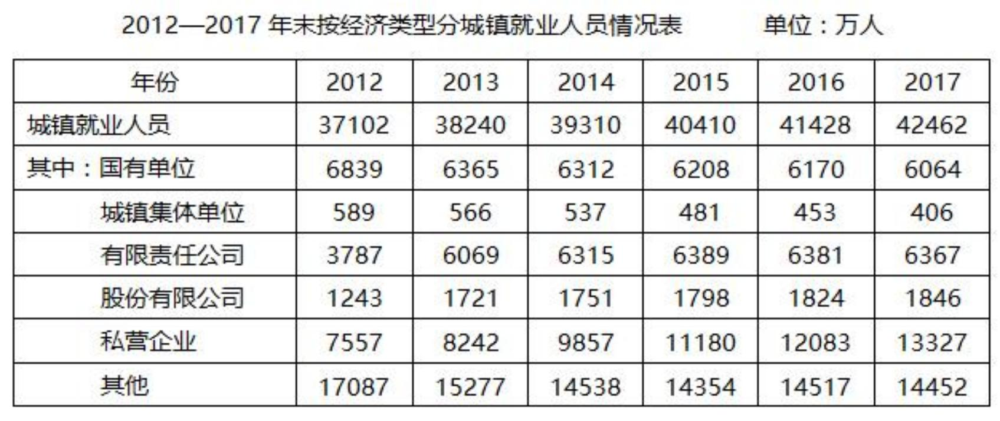 2012—2017 年末按经济类型分城镇就业人员情况表 单位：万人
年份 2012 2013 2014 2015 2016 2017
城镇就业人员 37102 38240 39310 40410 41428 42462
其中：国有单位 6839 6365 6312 6208 6170 6064
城镇集体单位 589 566 537 481 453 406
有限责任公司 3787 6069 6315 6389 6381 6367
股份有限公司 1243 1721 1751 1798 1824 1846
私营企业 7557 8242 9857 11180 12083 13327
其他 17087 15277 14538 14354 14517 14452